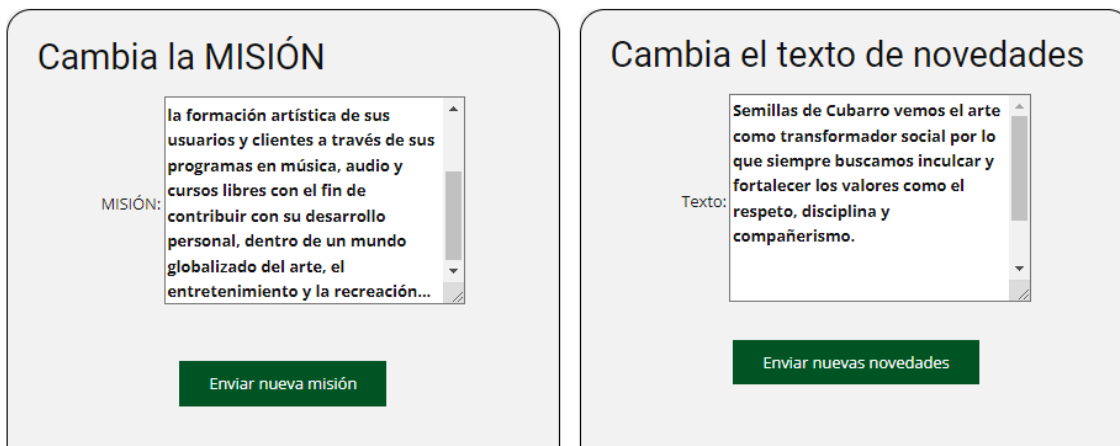 Cambia la MISIÓN
MISIÓN:
la formación artística de sus
usuarios y clientes a través de sus
programas en música, audio y
cursos libres con el fin de
contribuir con su desarrollo
personal, dentro de un mundo
globalizado del arte, el
entretenimiento y la recreación...
Enviar nueva misión
Cambia el texto de novedades
Texto:
Semillas de Cubarro vemos el arte
como transformador social por lo
que siempre buscamos inculcar y
fortalecer los valores como el
respeto, disciplina y
compañerismo.
Enviar nuevas novedades